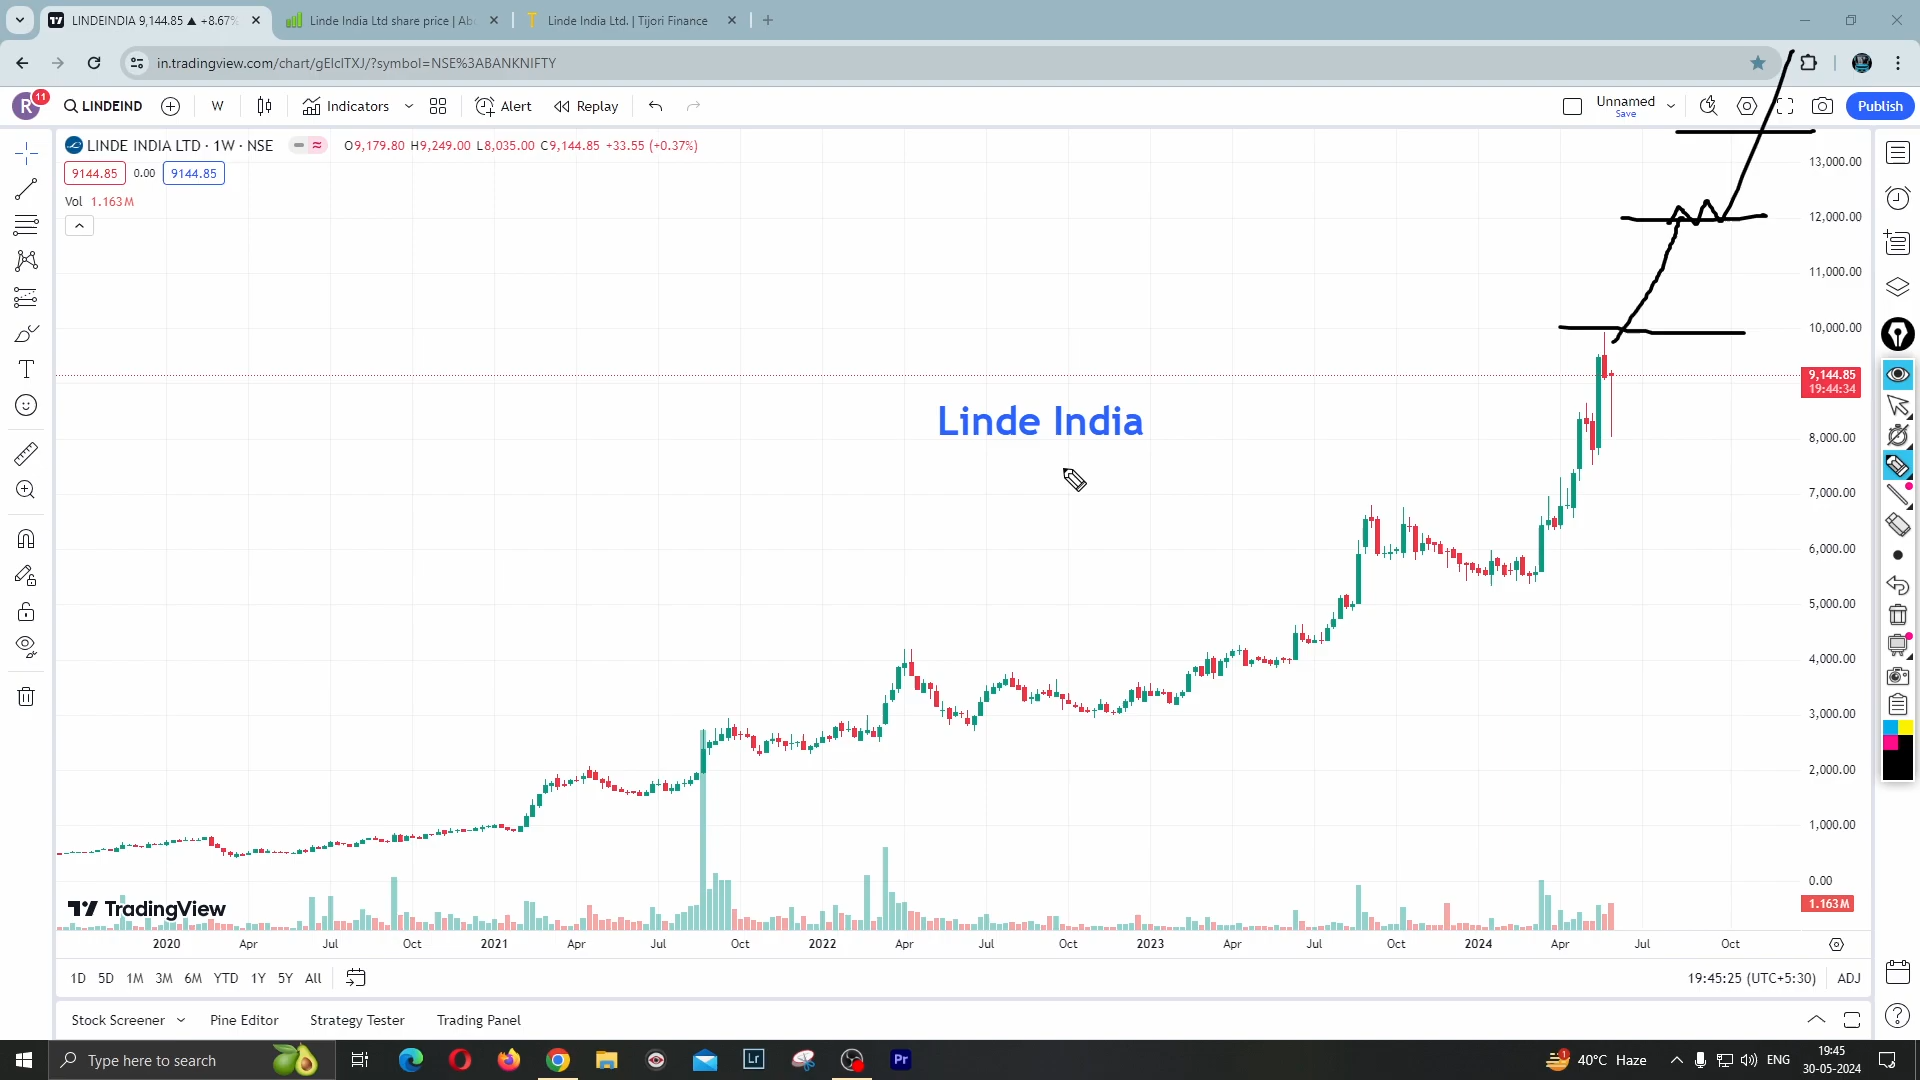 LINDEINDIA 9,144.85 ▲ +8.67%
Linde India Ltd share price | Ab
Linde India Ltd. | Tijori Finance
in.tradingview.com/chart/gElclTXJ/?symbol=NSE%3ABANKNIFTY
R
11
LINDEIND
W
Indicators
Alert
Replay
Unnamed
Save
Publish
LINDE INDIA LTD · 1W · NSE
O9,179.80 H9,249.00 L8,035.00 C9,144.85 +33.55 (+0.37%)
9144.85
0.00
9144.85
Vol 1.163M
13,000.00
12,000.00
11,000.00
10,000.00
9,144.85
19:44:34
8,000.00
7,000.00
6,000.00
5,000.00
4,000.00
3,000.00
2,000.00
1,000.00
0.00
1.163M
Linde India
TradingView
2020 Apr Jul Oct 2021 Apr Jul Oct 2022 Apr Jul Oct 2023 Apr Jul Oct 2024 Apr Jul Oct
1D 5D 1M 3M 6M YTD 1Y 5Y All
19:45:25 (UTC+5:30) ADJ
Stock Screener
Pine Editor
Strategy Tester
Trading Panel
Type here to search
Lr
Pr
1
40°C Haze
ENG
19:45
30-05-2024